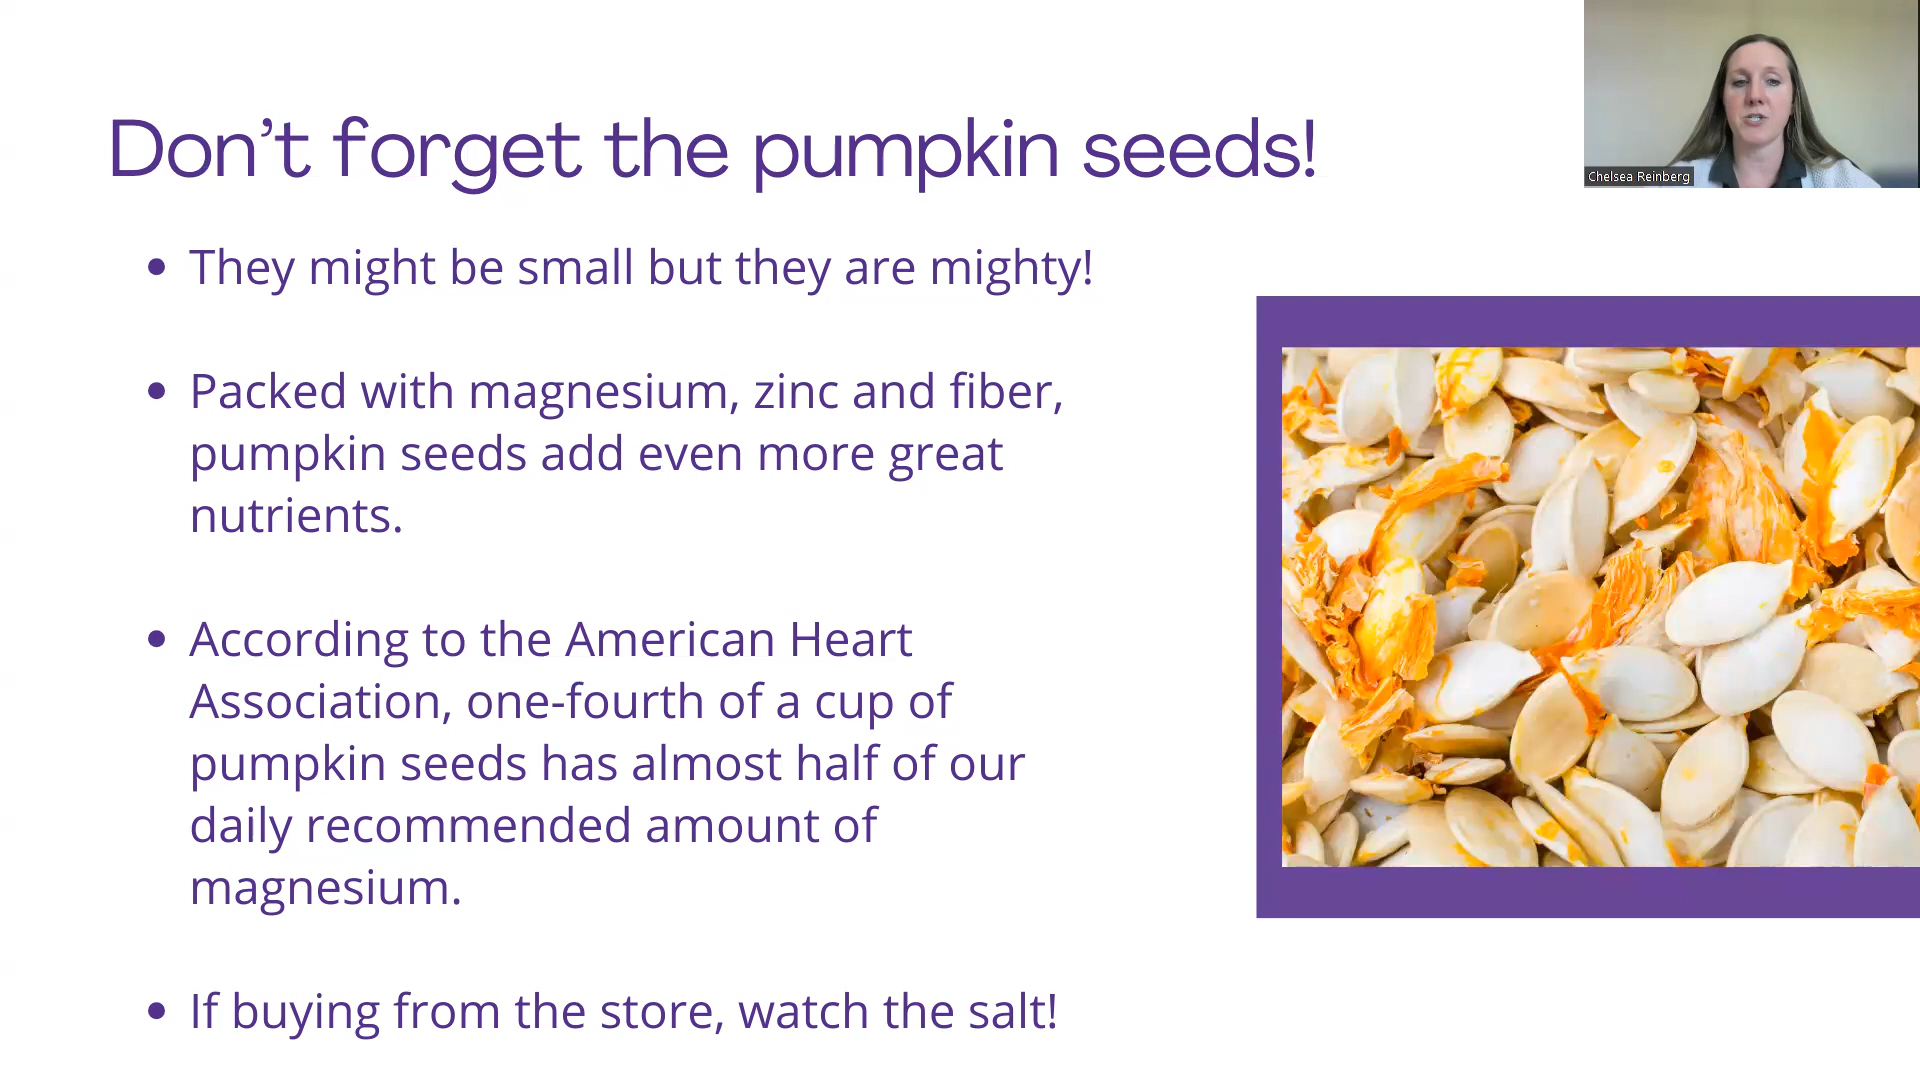 Don’t forget the pumpkin seeds!
Chelsea Reinberg
• They might be small but they are mighty!
• Packed with magnesium, zinc and fiber,
pumpkin seeds add even more great
nutrients.
• According to the American Heart
Association, one-fourth of a cup of
pumpkin seeds has almost half of our
daily recommended amount of
magnesium.
• If buying from the store, watch the salt!